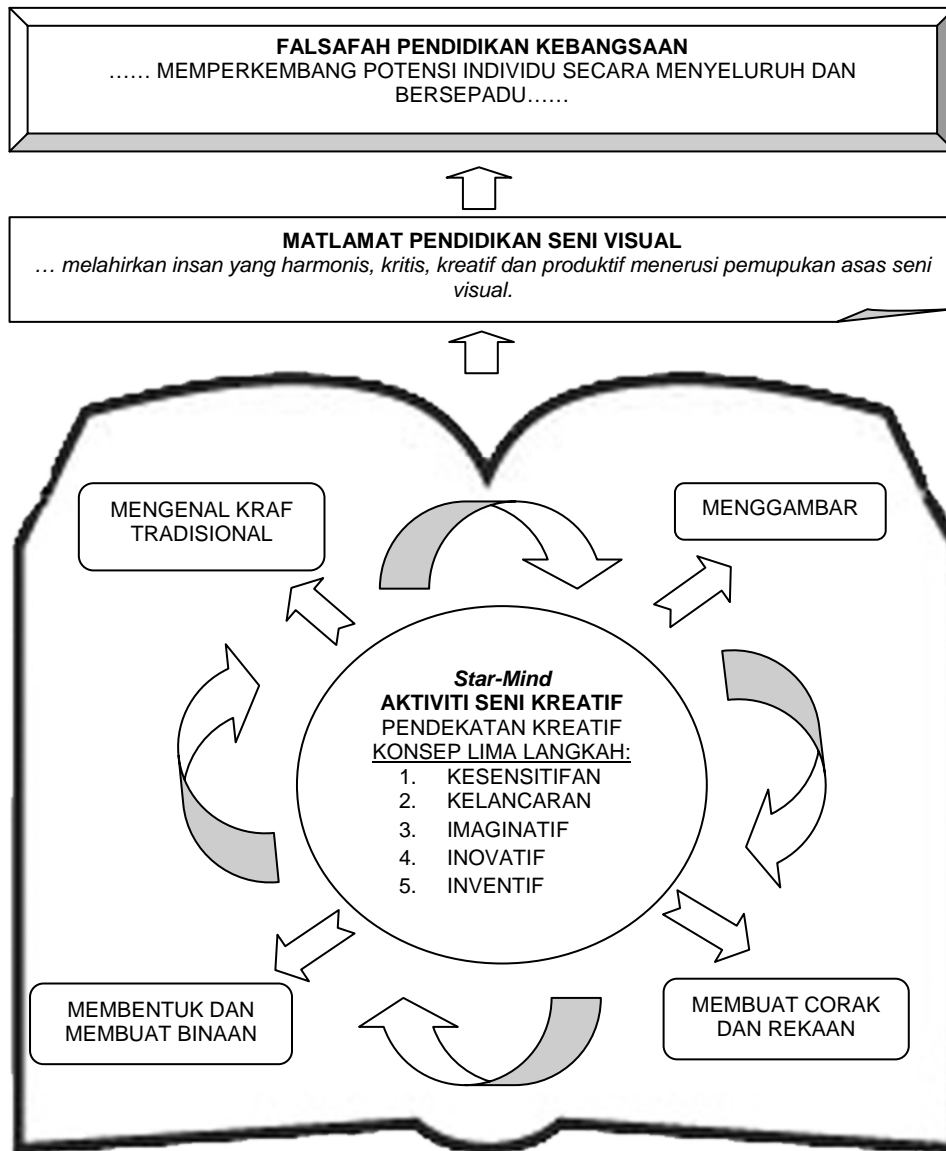 FALSAFAH PENDIDIKAN KEBANGSAAN
…… MEMPERKEMBANG POTENSI INDIVIDU SECARA MENYELURUH DAN
BERSEPADU……
MATLAMAT PENDIDIKAN SENI VISUAL
… melahirkan insan yang harmonis, kritis, kreatif dan produktif menerusi pemupukan asas seni
visual.
MENGENAL KRAF
TRADISIONAL
MENGGAMBAR
Star-Mind
AKTIVITI SENI KREATIF
PENDEKATAN KREATIF
KONSEP LIMA LANGKAH:
1. KESENSITIFAN
2. KELANCARAN
3. IMAGINATIF
4. INOVATIF
5. INVENTIF
MEMBENTUK DAN
MEMBUAT BINAAN
MEMBUAT CORAK
DAN REKAAN